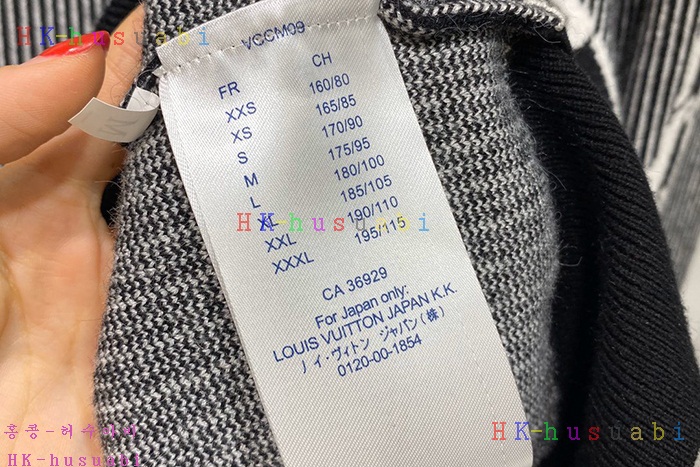 HK-husuabi
VCCM09
FR CH
XXS 160/80
XS 165/85
S 170/90
M 175/95
L 180/100
XL 185/105
XXL 190/110
XXXL 195/115
CA 36929
For Japan only:
LOUIS VUITTON JAPAN K.K.
ノイ・ヴィトン ジャパン(株)
0120-00-1854
HK-husuabi
HK-husuabi
홍콩-허수아비
HK-husuabi